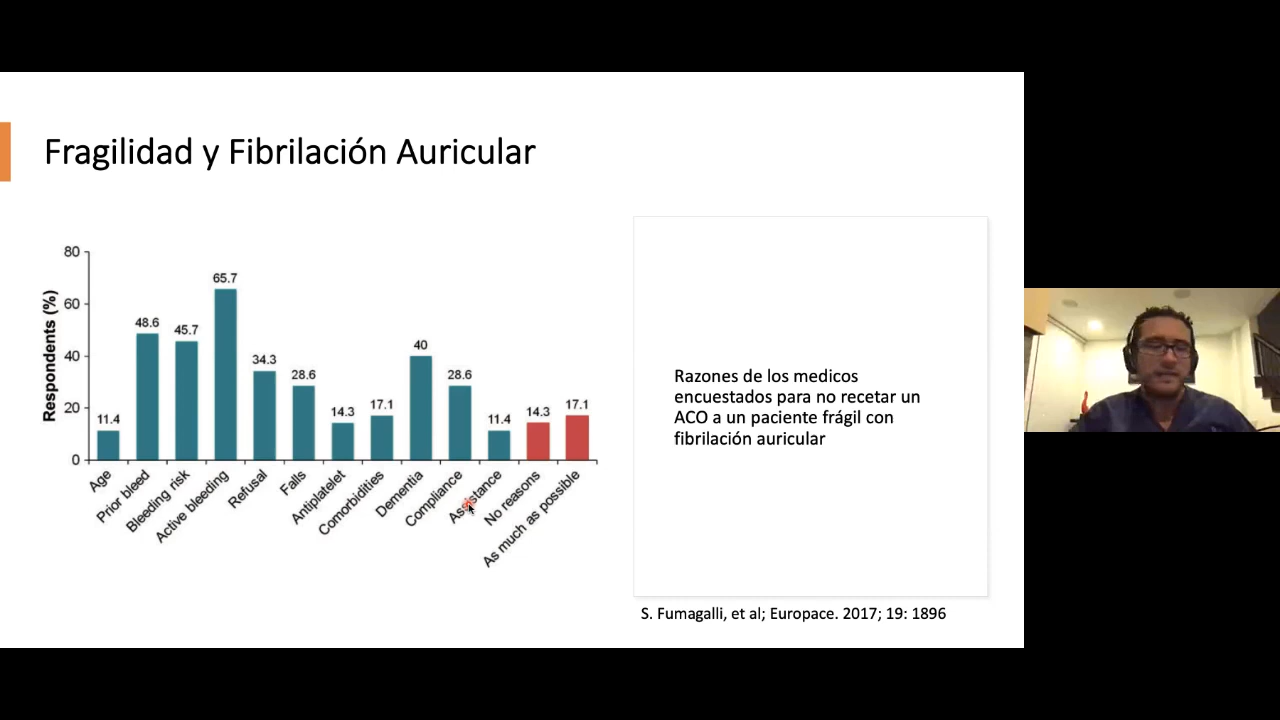 Fragilidad y Fibrilación Auricular
Respondents (%)
80
60
40
20
0
11.4
48.6
45.7
65.7
34.3
28.6
14.3
17.1
40
28.6
11.4
14.3
17.1
Age
Prior bleed
Bleeding risk
Active bleeding
Refusal
Falls
Antiplatelet
Comorbidities
Dementia
Compliance
Assistance
No reasons
As much as possible
Razones de los medicos
encuestados para no recetar un
ACO a un paciente frágil con
fibrilación auricular
S. Fumagalli, et al; Europace. 2017; 19: 1896